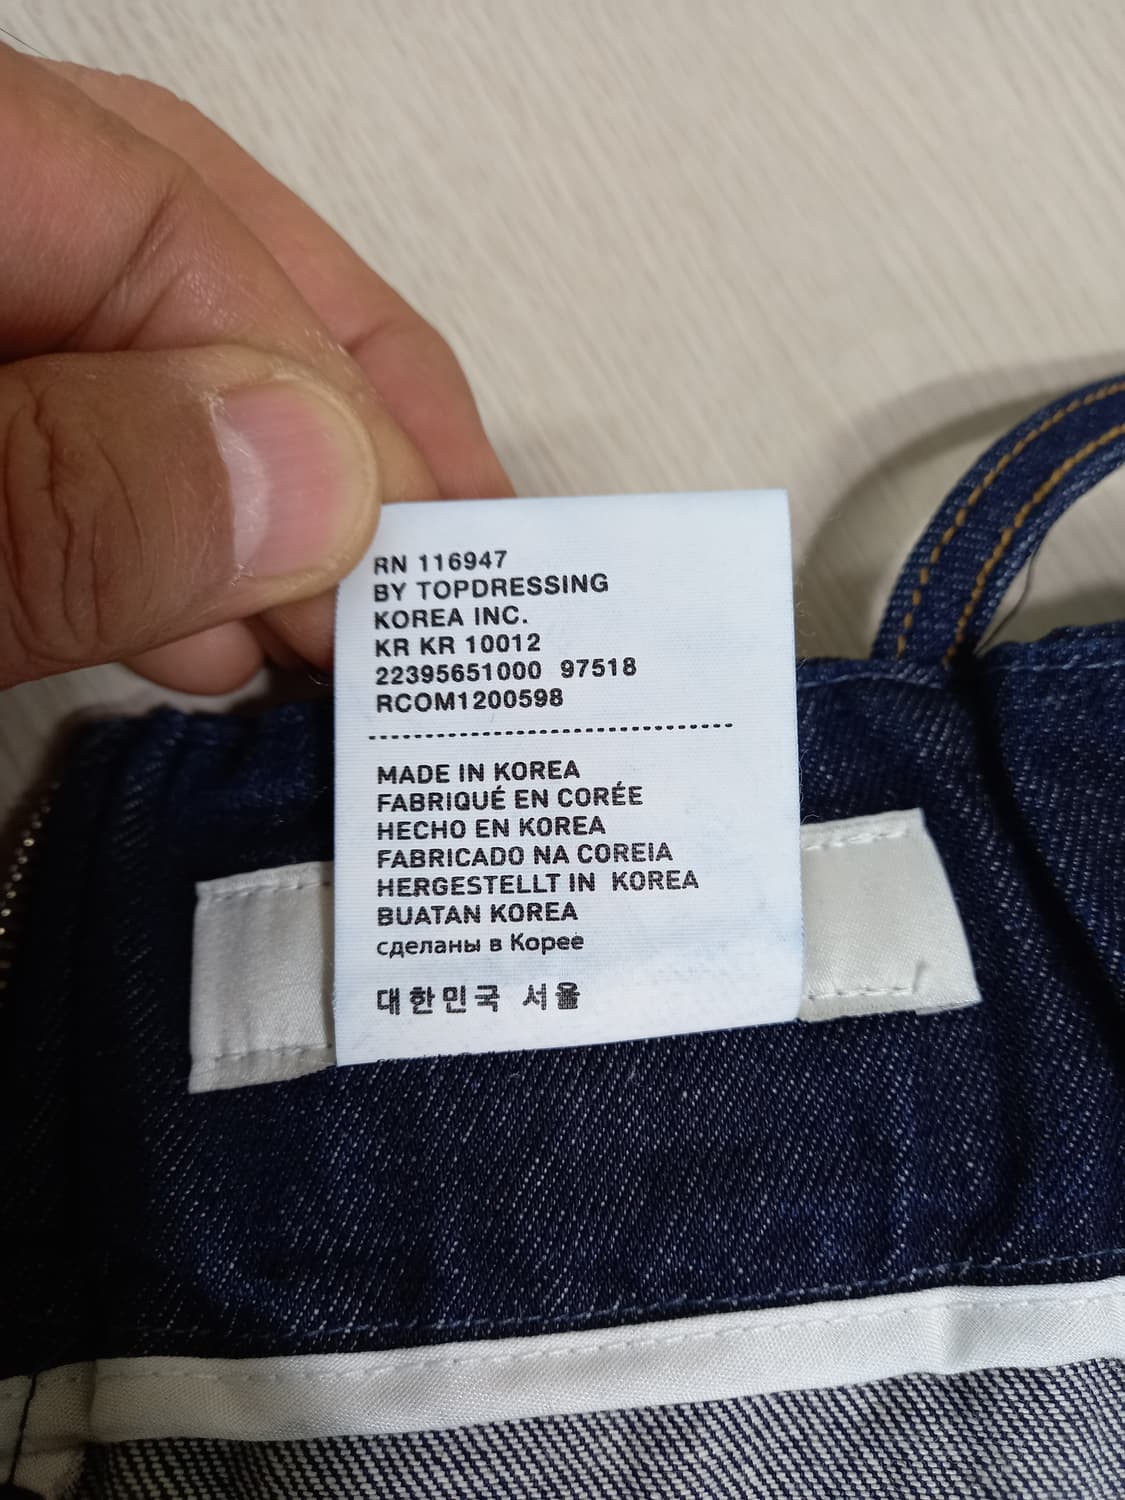 RN 116947
BY TOPDRESSING
KOREA INC.
KR KR 10012
22395651000 97518
RCOM1200598
MADE IN KOREA
FABRIQUÉ EN CORÉE
HECHO EN KOREA
FABRICADO NA COREIA
HERGESTELLT IN KOREA
BUATAN KOREA
сделаны в Корее
대한민국 서울